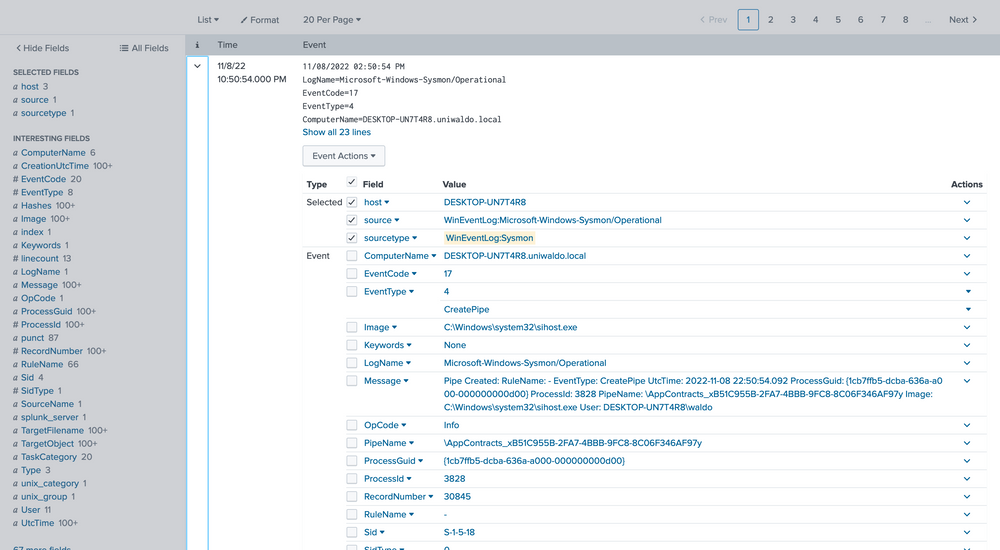 List Format 20 Per Page Prev 1 2 3 4 5 6 7 8 ... Next
Hide Fields All Fields
i Time Event
SELECTED FIELDS
a host 3
a source 1
a sourcetype 1
INTERESTING FIELDS
a ComputerName 6
a CreationUtcTime 100+
# EventCode 20
# EventType 8
a Hashes 100+
a Image 100+
a index 1
a Keywords 1
# linecount 13
a LogName 1
a Message 100+
a OpCode 1
a ProcessGuid 100+
# ProcessId 100+
a punct 87
# RecordNumber 100+
a RuleName 66
a Sid 4
# SidType 1
a SourceName 1
a splunk_server 1
a TargetFilename 100+
a TargetObject 100+
a TaskCategory 20
a Type 3
a unix_category 1
a unix_group 1
a User 11
a UtcTime 100+
67 more fields
11/8/22
10:50:54.000 PM
11/08/2022 02:50:54 PM
LogName=Microsoft-Windows-Sysmon/Operational
EventCode=17
EventType=4
ComputerName=DESKTOP-UN7T4R8.uniwaldo.local
Show all 23 lines
Event Actions
Type Field Value Actions
Selected host DESKTOP-UN7T4R8
source WinEventLog:Microsoft-Windows-Sysmon/Operational
sourcetype WinEventLog:Sysmon
Event ComputerName DESKTOP-UN7T4R8.uniwaldo.local
EventCode 17
EventType 4
CreatePipe
Image C:\Windows\system32\sihost.exe
Keywords None
LogName Microsoft-Windows-Sysmon/Operational
Message Pipe Created: RuleName: - EventType: CreatePipe UtcTime: 2022-11-08 22:50:54.092 ProcessGuid: {1cb7ffb5-dcba-636a-a0
00-000000000d00} ProcessId: 3828 PipeName: \AppContracts_xB51C955B-2FA7-4BBB-9FC8-8C06F346AF97y Image:
C:\Windows\system32\sihost.exe User: DESKTOP-UN7T4R8\waldo
OpCode Info
PipeName \AppContracts_xB51C955B-2FA7-4BBB-9FC8-8C06F346AF97y
ProcessGuid {1cb7ffb5-dcba-636a-a000-000000000d00}
ProcessId 3828
RecordNumber 30845
RuleName -
Sid S-1-5-18
SidType 0